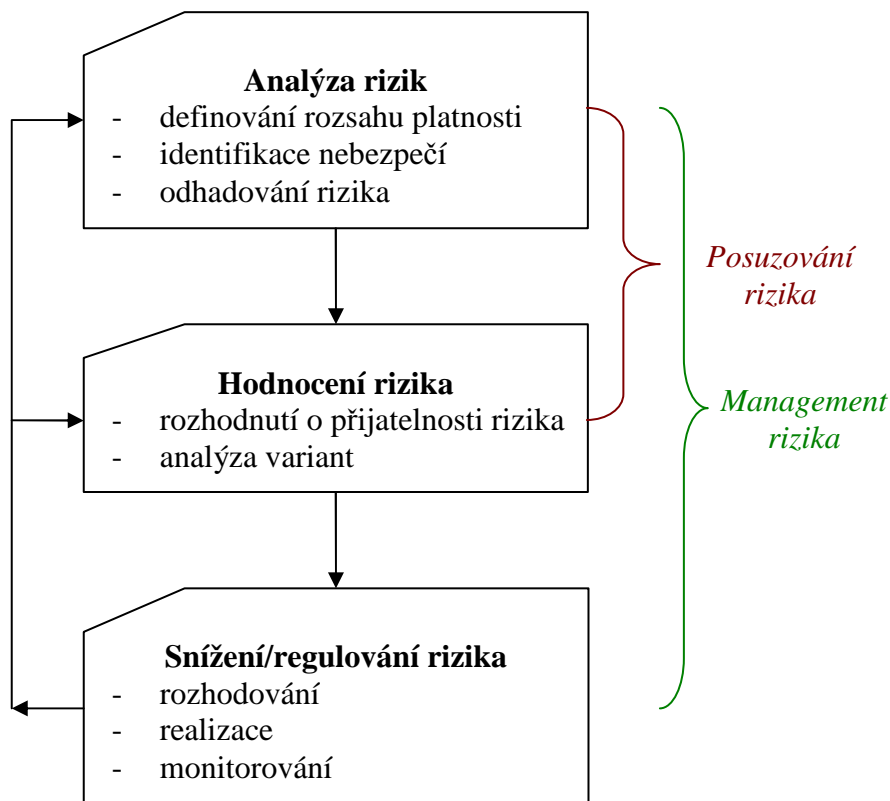 Analýza rizik
- definování rozsahu platnosti
- identifikace nebezpečí
- odhadování rizika
Posuzování
rizika
Hodnocení rizika
- rozhodnutí o přijatelnosti rizika
- analýza variant
Management
rizika
Snížení/regulování rizika
- rozhodování
- realizace
- monitorování